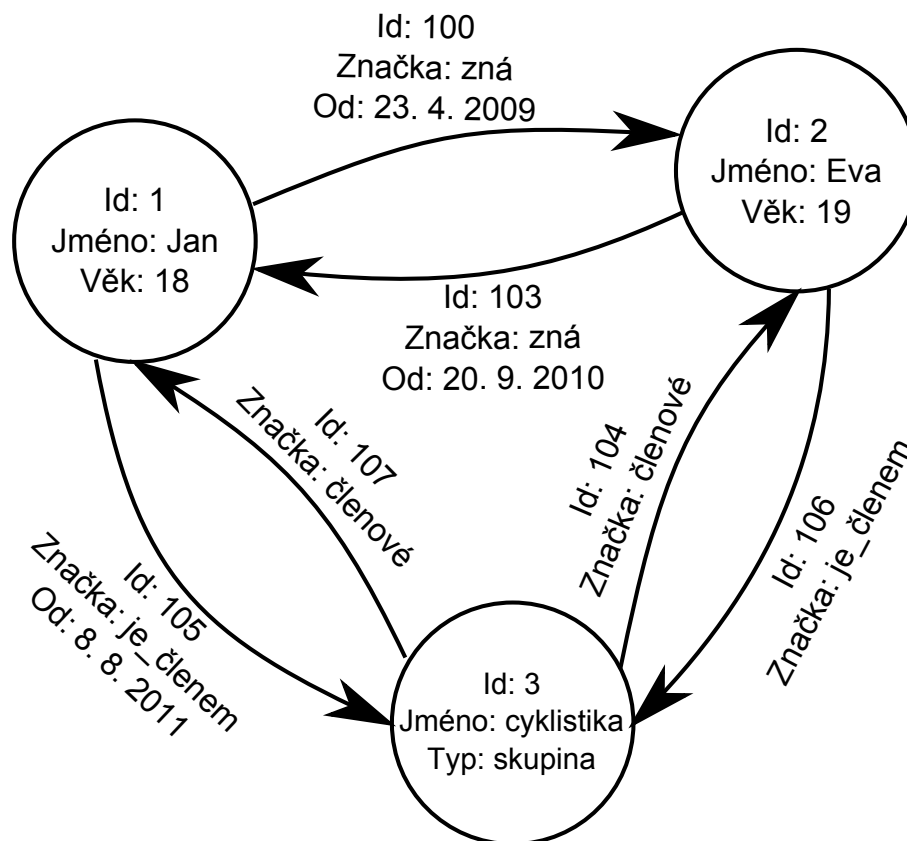 Id: 100
Značka: zná
Od: 23. 4. 2009
Id: 2
Jméno: Eva
Věk: 19
Id: 1
Jméno: Jan
Věk: 18
Id: 103
Značka: zná
Od: 20. 9. 2010
Id: 107
Značka: členové
Id: 104
Značka: členové
Id: 106
Značka: je_členem
Id: 105
Značka: je_členem
Od: 8. 8. 2011
Id: 3
Jméno: cyklistika
Typ: skupina